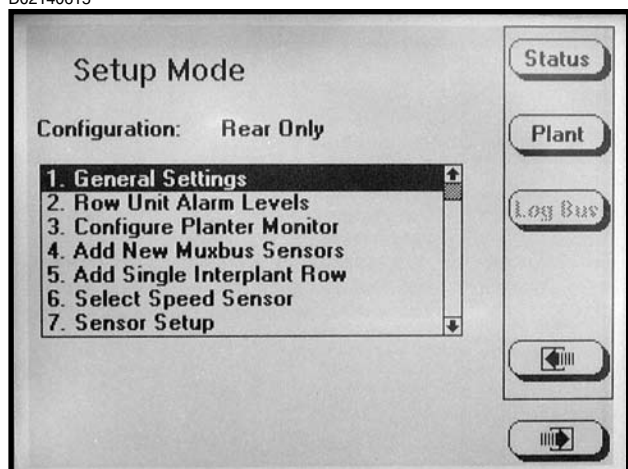 Setup Mode
Status
Configuration: Rear Only
Plant
1. General Settings
2. Row Unit Alarm Levels
3. Configure Planter Monitor
4. Add New Muxbus Sensors
5. Add Single Interplant Row
6. Select Speed Sensor
7. Sensor Setup
Log Bus